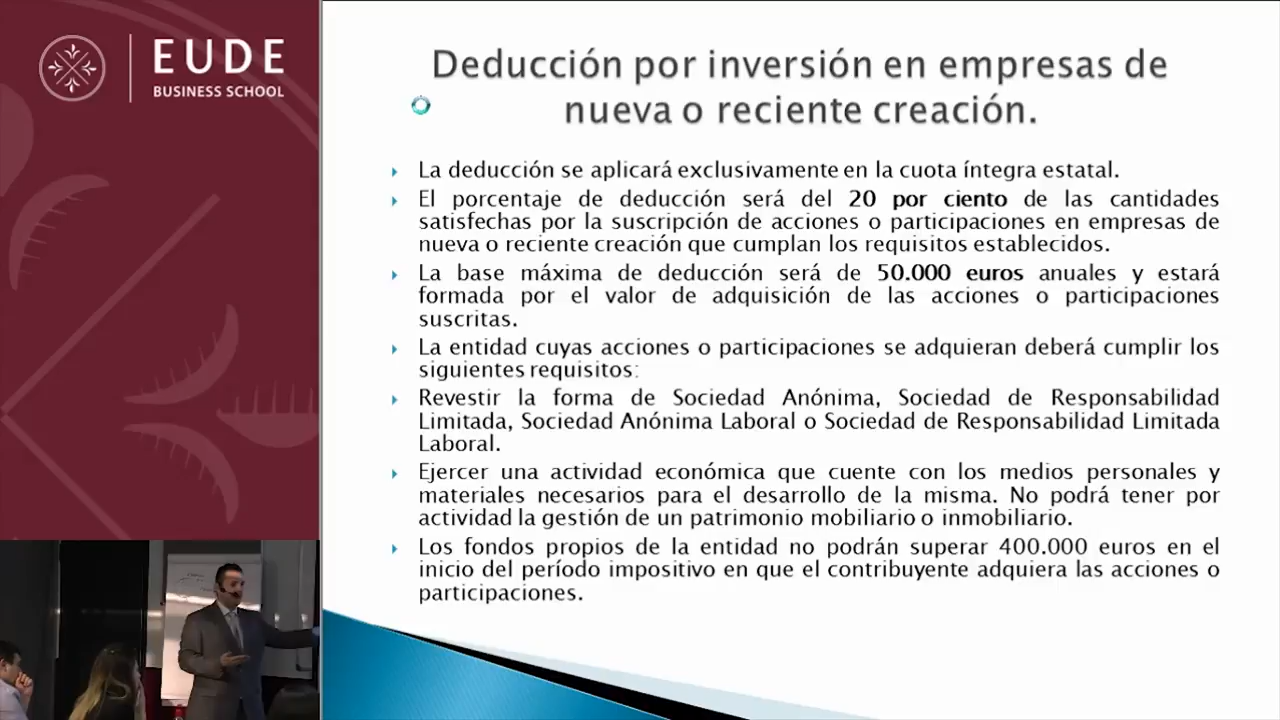 EUDE
BUSINESS SCHOOL
Deducción por inversión en empresas de
nueva o reciente creación.
La deducción se aplicará exclusivamente en la cuota íntegra estatal.
El porcentaje de deducción será del 20 por ciento de las cantidades
satisfechas por la suscripción de acciones o participaciones en empresas de
nueva o reciente creación que cumplan los requisitos establecidos.
La base máxima de deducción será de 50.000 euros anuales y estará
formada por el valor de adquisición de las acciones o participaciones
suscritas.
La entidad cuyas acciones o participaciones se adquieran deberá cumplir los
siguientes requisitos:
Revestir la forma de Sociedad Anónima, Sociedad de Responsabilidad
Limitada, Sociedad Anónima Laboral o Sociedad de Responsabilidad Limitada
Laboral.
Ejercer una actividad económica que cuente con los medios personales y
materiales necesarios para el desarrollo de la misma. No podrá tener por
actividad la gestión de un patrimonio mobiliario o inmobiliario.
Los fondos propios de la entidad no podrán superar 400.000 euros en el
inicio del período impositivo en que el contribuyente adquiera las acciones o
participaciones.